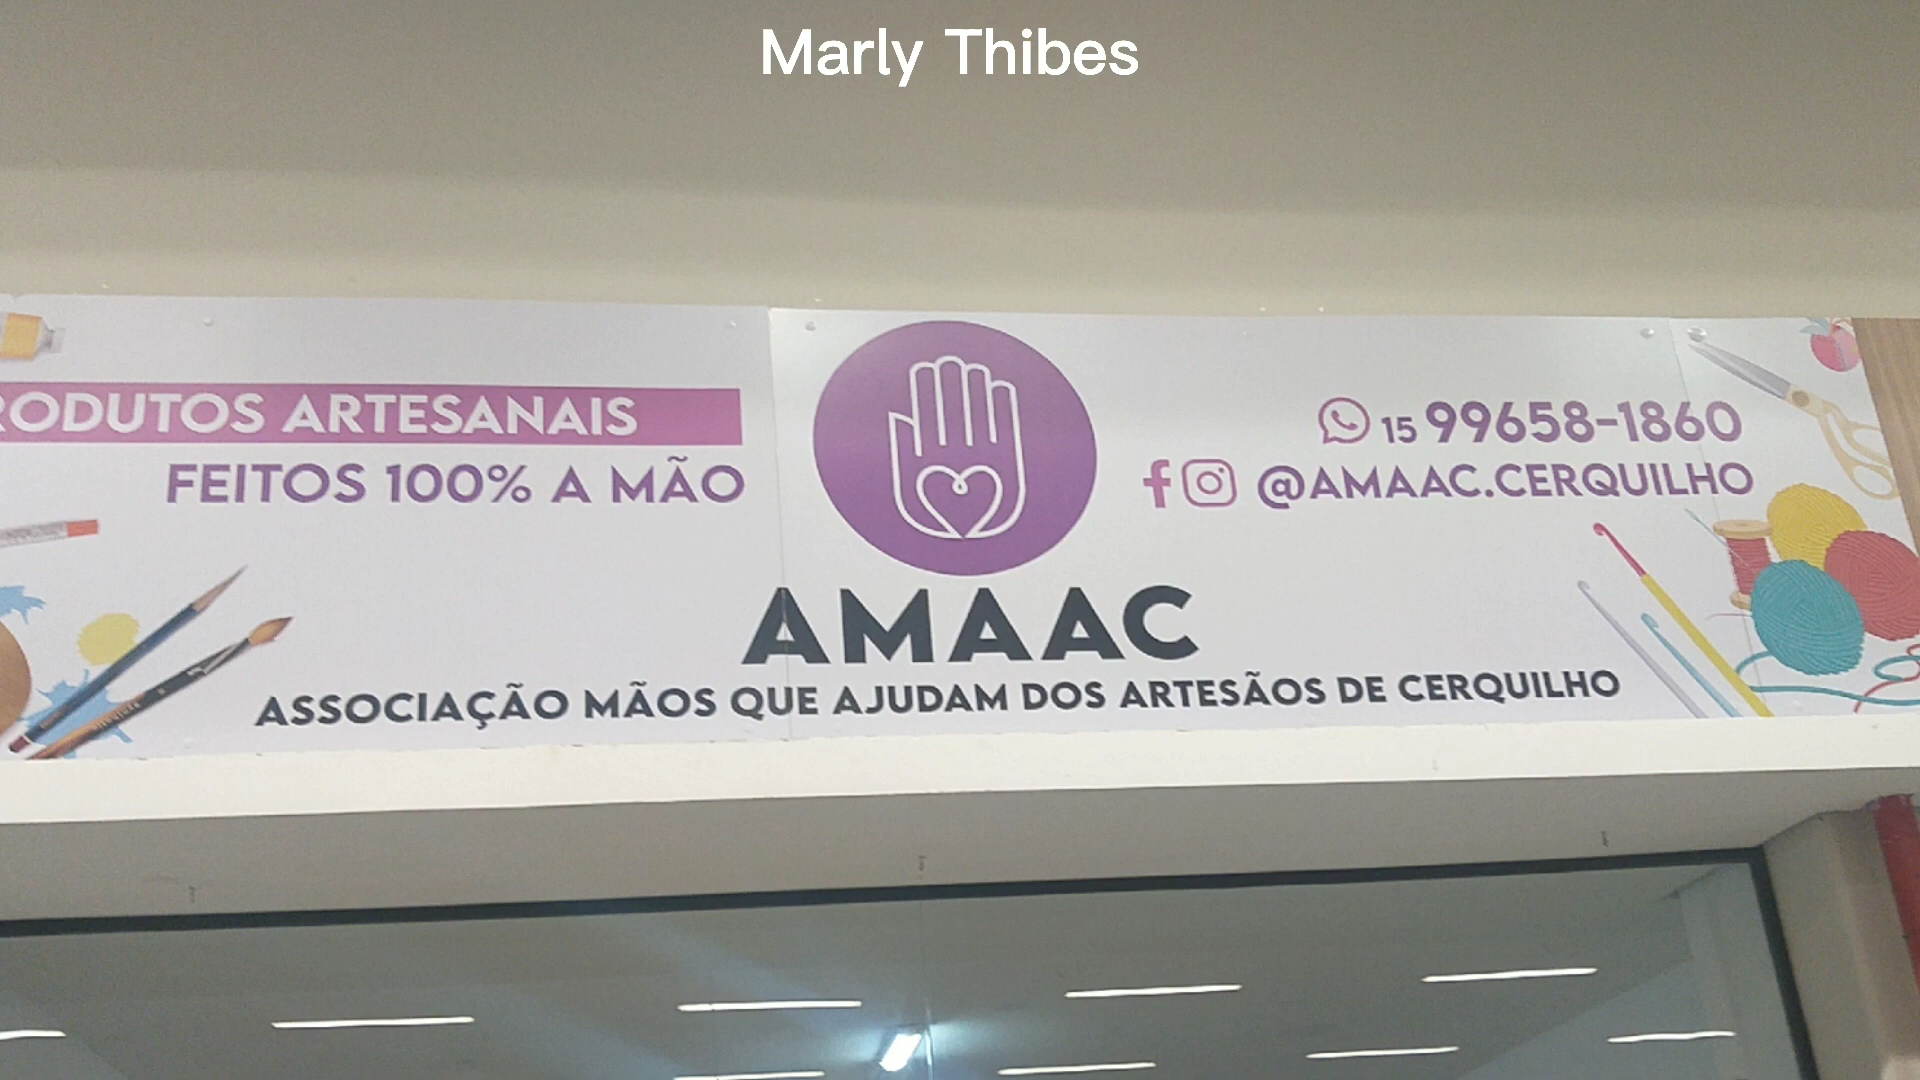 Marly Thibes
RODUTOS ARTESANAIS
FEITOS 100% A MÃO
15 99658-1860
@AMAAC.CERQUILHO
AMAAC
ASSOCIAÇÃO MÃOS QUE AJUDAM DOS ARTESÃOS DE CERQUILHO